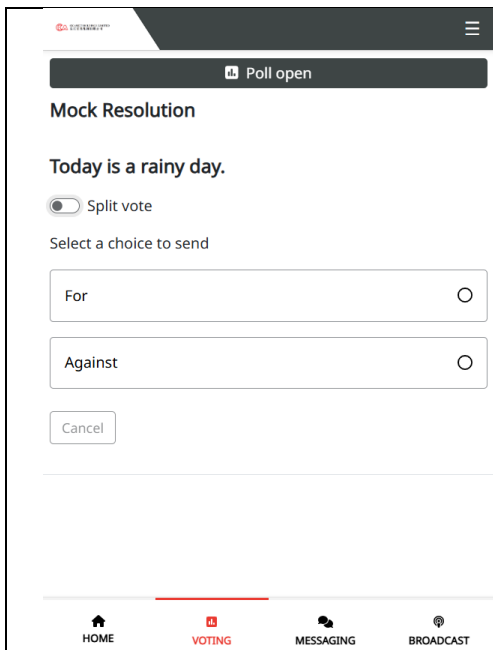 Poll open
Mock Resolution
Today is a rainy day.
Split vote
Select a choice to send
For
Against
Cancel
HOME
VOTING
MESSAGING
BROADCAST